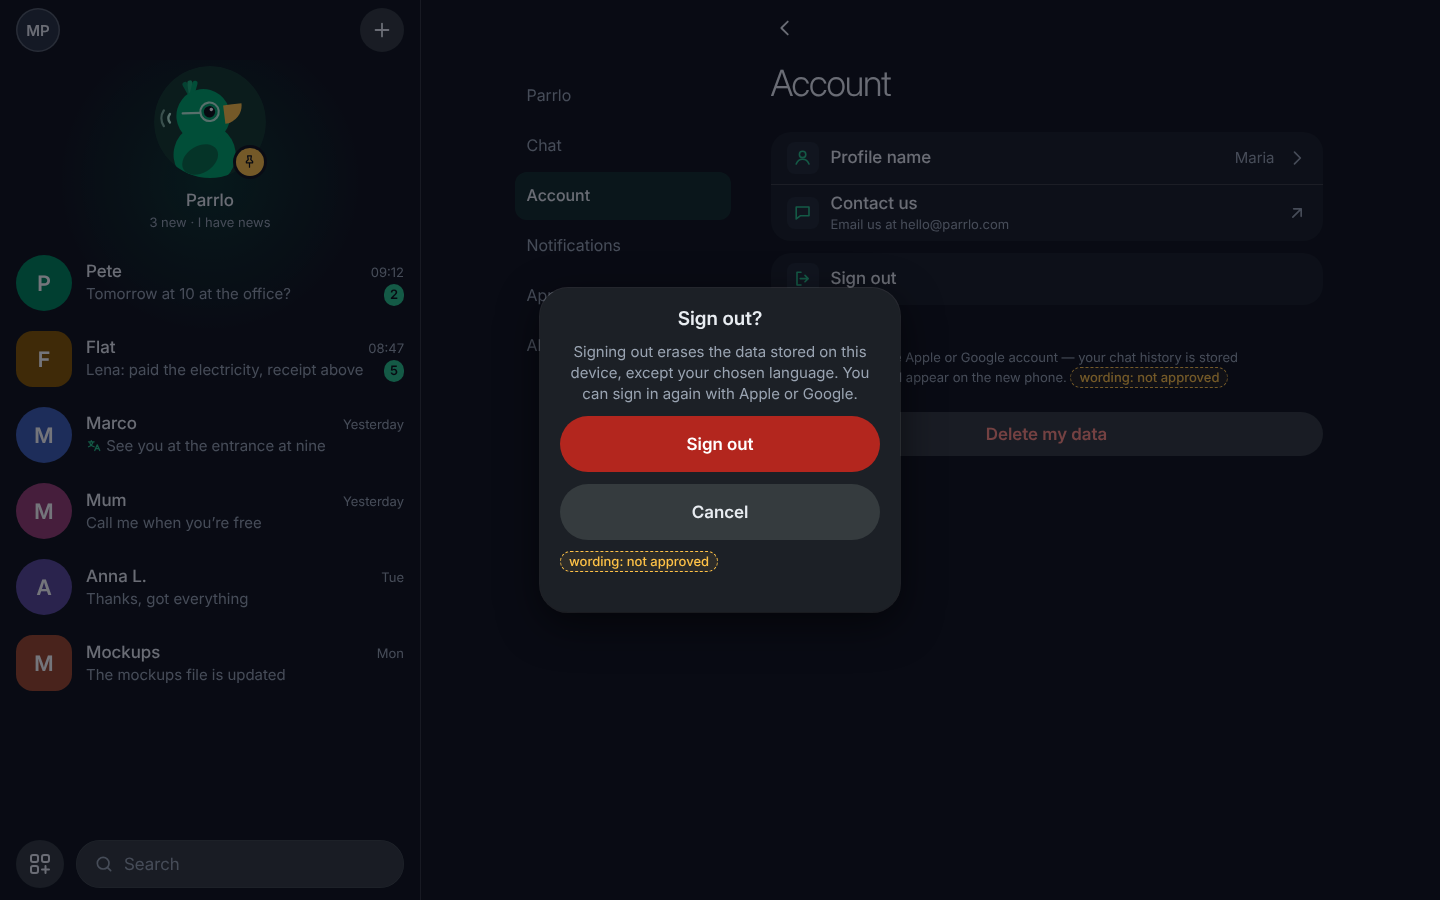 MP
Parrlo
3 new · I have news
P
Pete
09:12
Tomorrow at 10 at the office?
2
F
Flat
08:47
Lena: paid the electricity, receipt above
5
M
Marco
Yesterday
See you at the entrance at nine
M
Mum
Yesterday
Call me when you're free
A
Anna L.
Tue
Thanks, got everything
M
Mockups
Mon
The mockups file is updated
Search
Parrlo
Chat
Account
Notifications
Account
Profile name
Maria
Contact us
Email us at hello@parrlo.com
Sign out
Apple or Google account — your chat history is stored
appear on the new phone. wording: not approved
Delete my data
Sign out?
Signing out erases the data stored on this
device, except your chosen language. You
can sign in again with Apple or Google.
Sign out
Cancel
wording: not approved